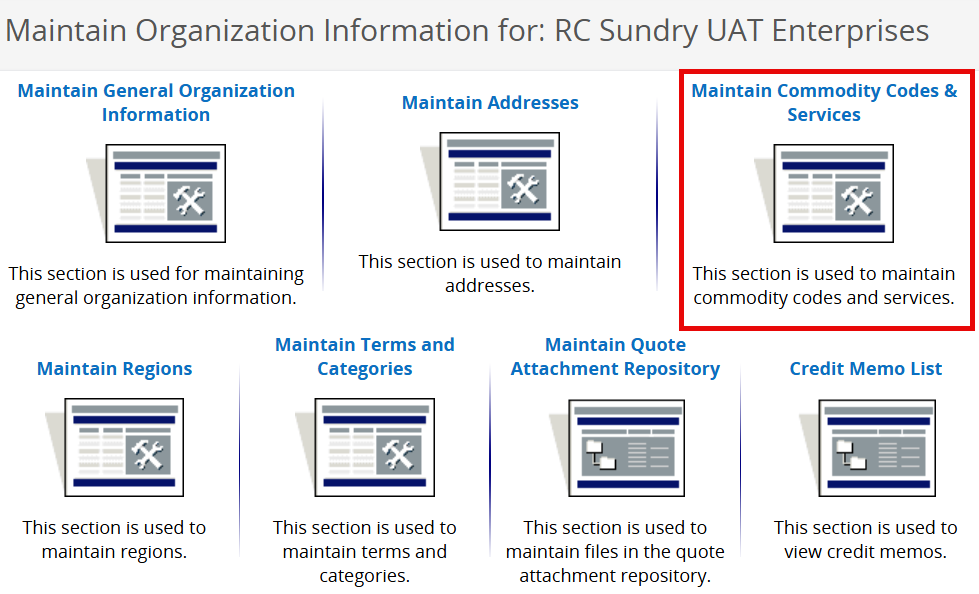 Maintain Organization Information for: RC Sundry UAT Enterprises
Maintain General Organization
Information
This section is used for maintaining
general organization information.
Maintain Addresses
This section is used to maintain
addresses.
Maintain Commodity Codes &
Services
This section is used to maintain
commodity codes and services.
Maintain Regions
This section is used to
maintain regions.
Maintain Terms and
Categories
This section is used to
maintain terms and
categories.
Maintain Quote
Attachment Repository
This section is used to
maintain files in the quote
attachment repository.
Credit Memo List
This section is used to
view credit memos.